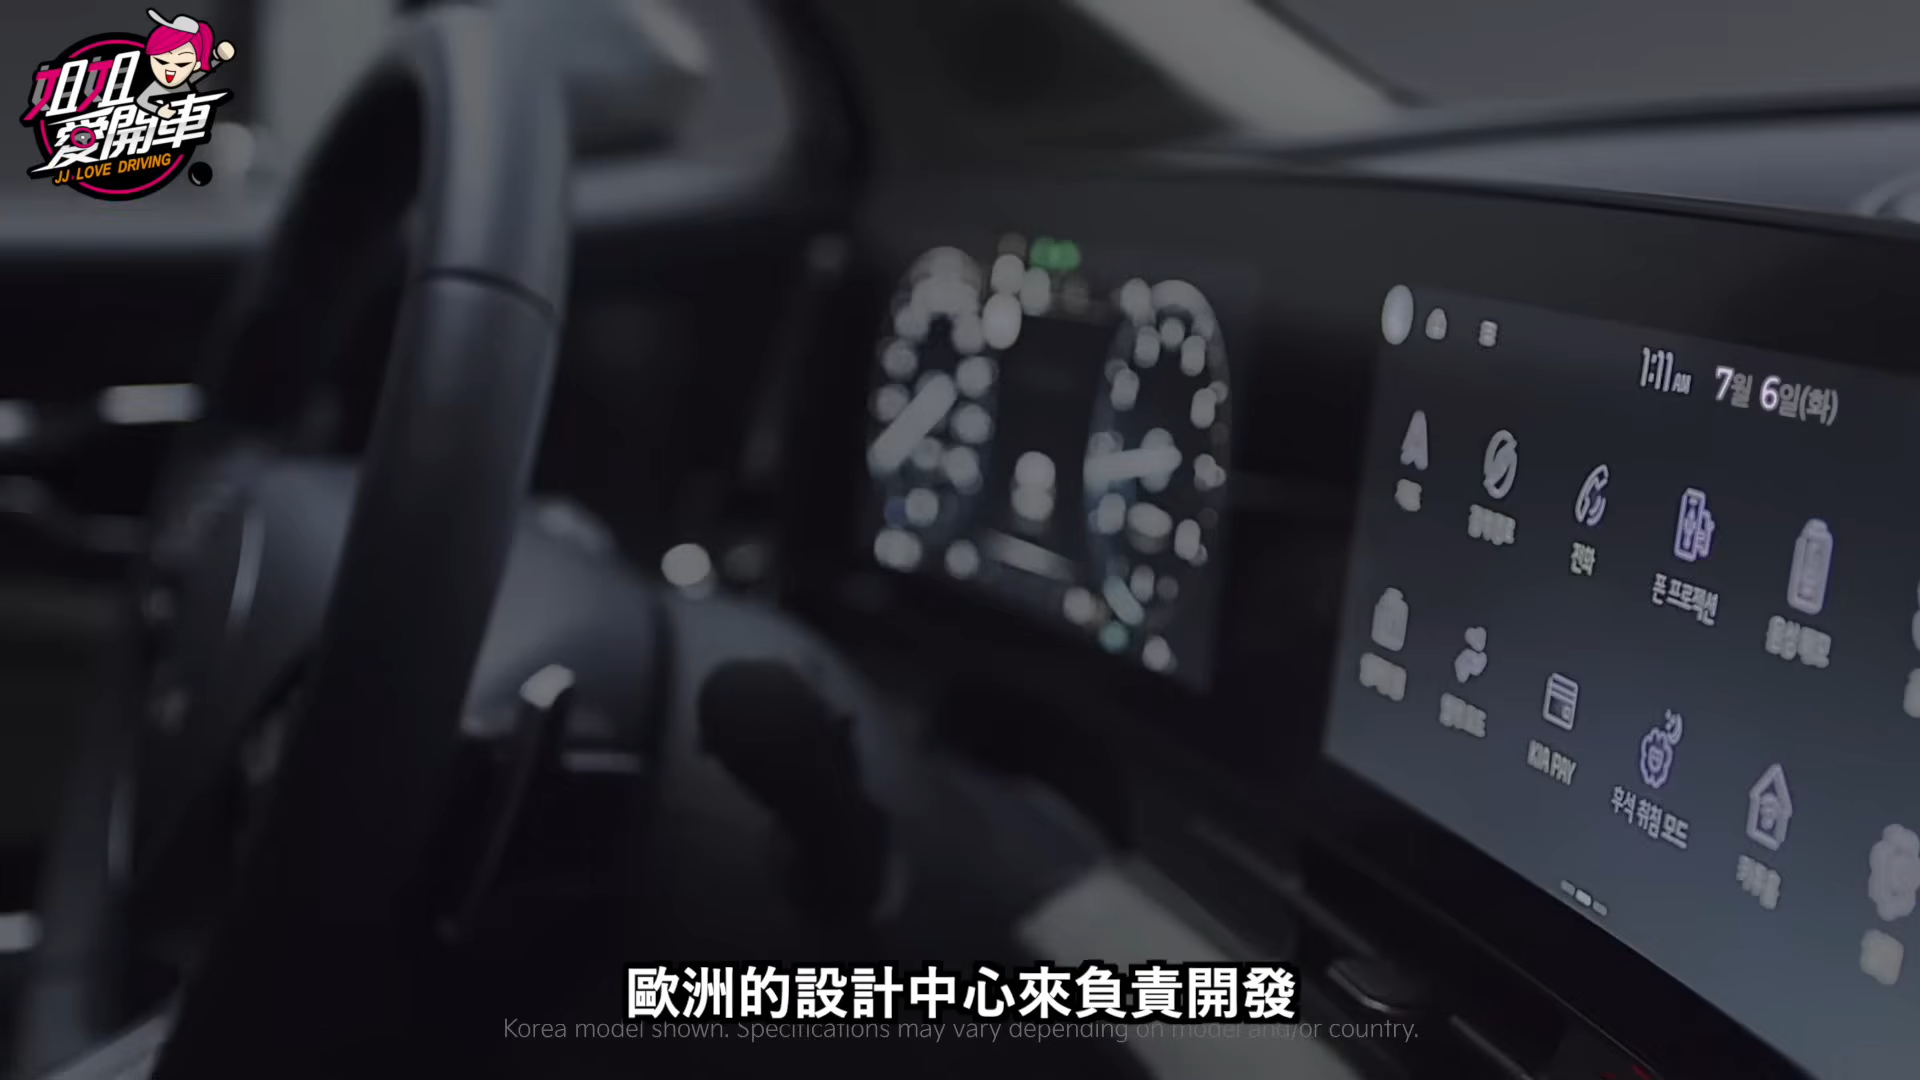 姐姐
愛開車
JJ LOVE DRIVING
1:11 AM 7월 6일(화)
전화
폰 프로젝션
KIA PAY
후석 취침 모드
歐洲的設計中心來負責開發
Korea model shown. Specifications may vary depending on model and/or country.